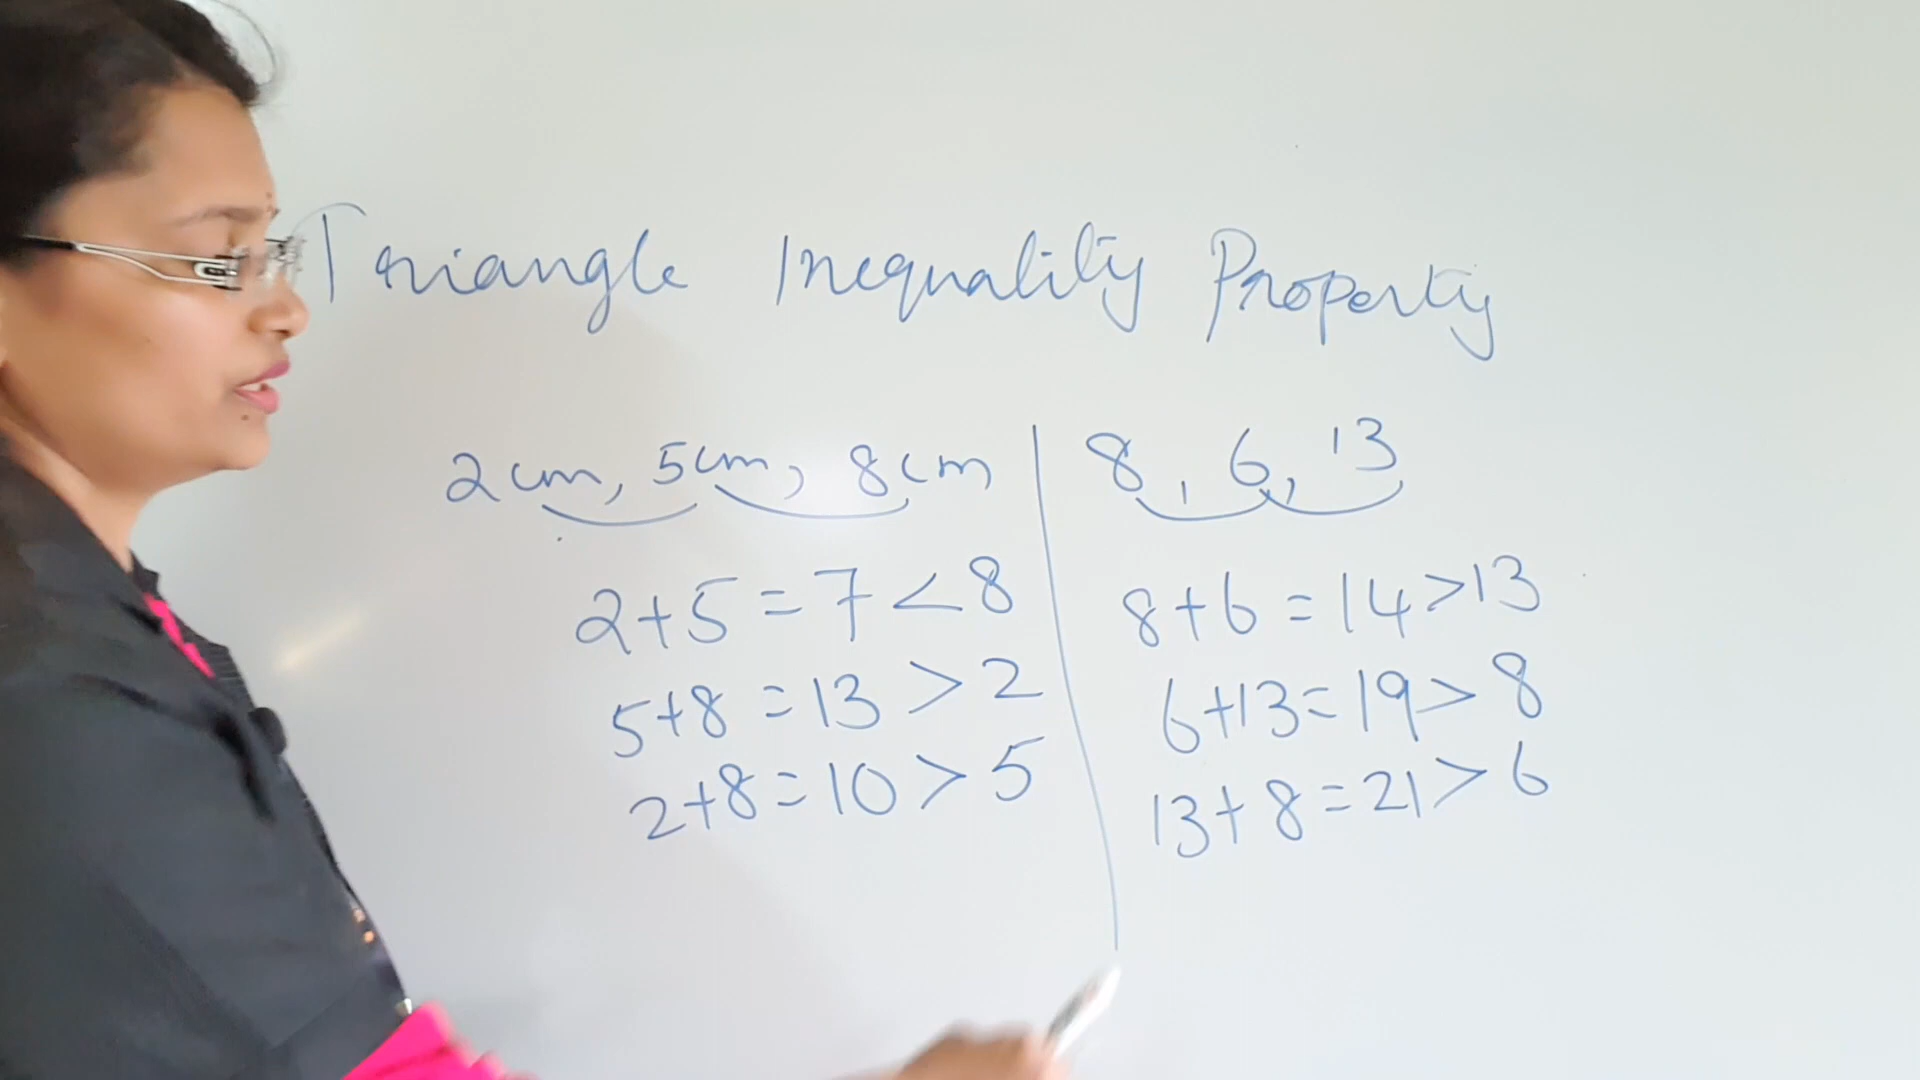 Triangle Inequality Property
2cm, 5cm, 8cm
2+5=7<8
5+8=13>2
2+8=10>5
8, 6, 13
8+6=14>13
6+13=19>8
13+8=21>6